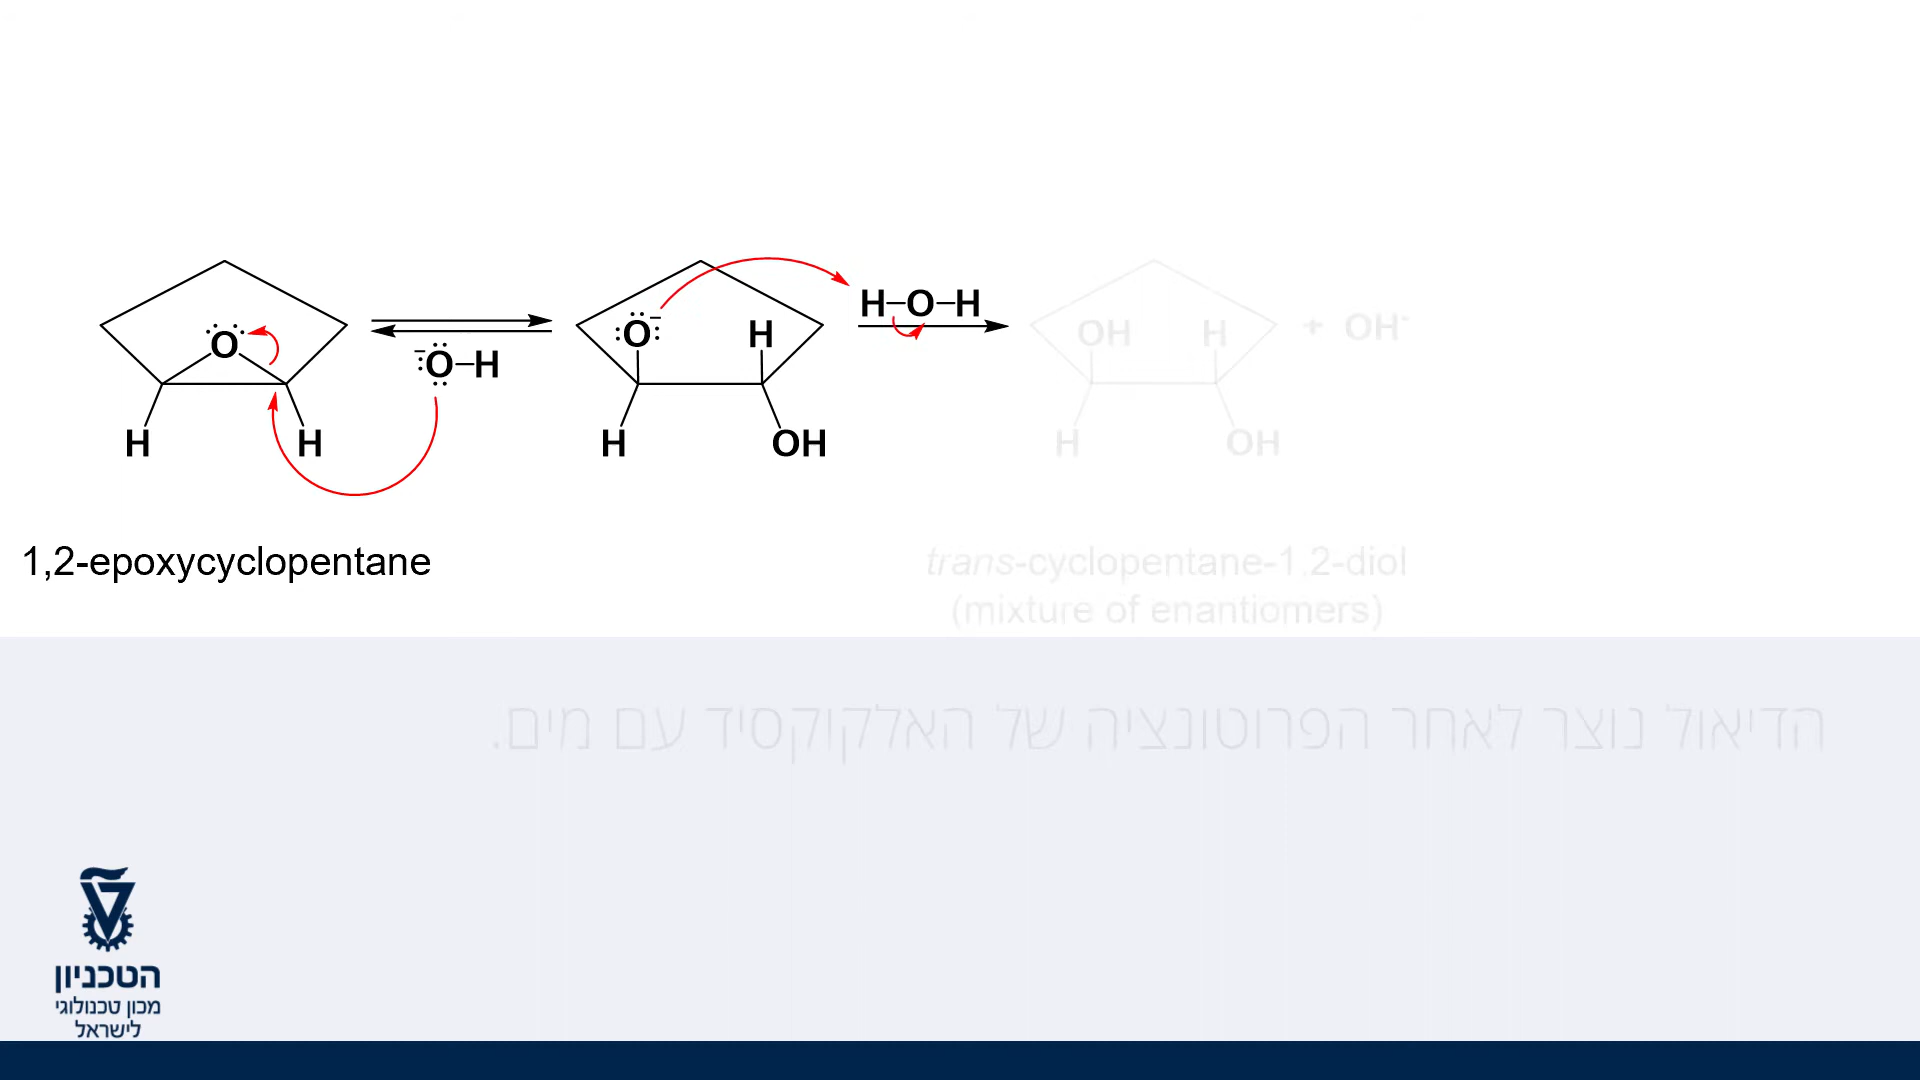 O
H
H
⁻O–H
O⁻
H
H
OH
H–O–H
OH
H
H
OH
+ OH⁻
1,2-epoxycyclopentane
trans-cyclopentane-1,2-diol
(mixture of enantiomers)
הדיאול נוצר לאחר הפרוטונציה של האלקוקסיד עם מים.
הטכניון
מכון טכנולוגי
לישראל